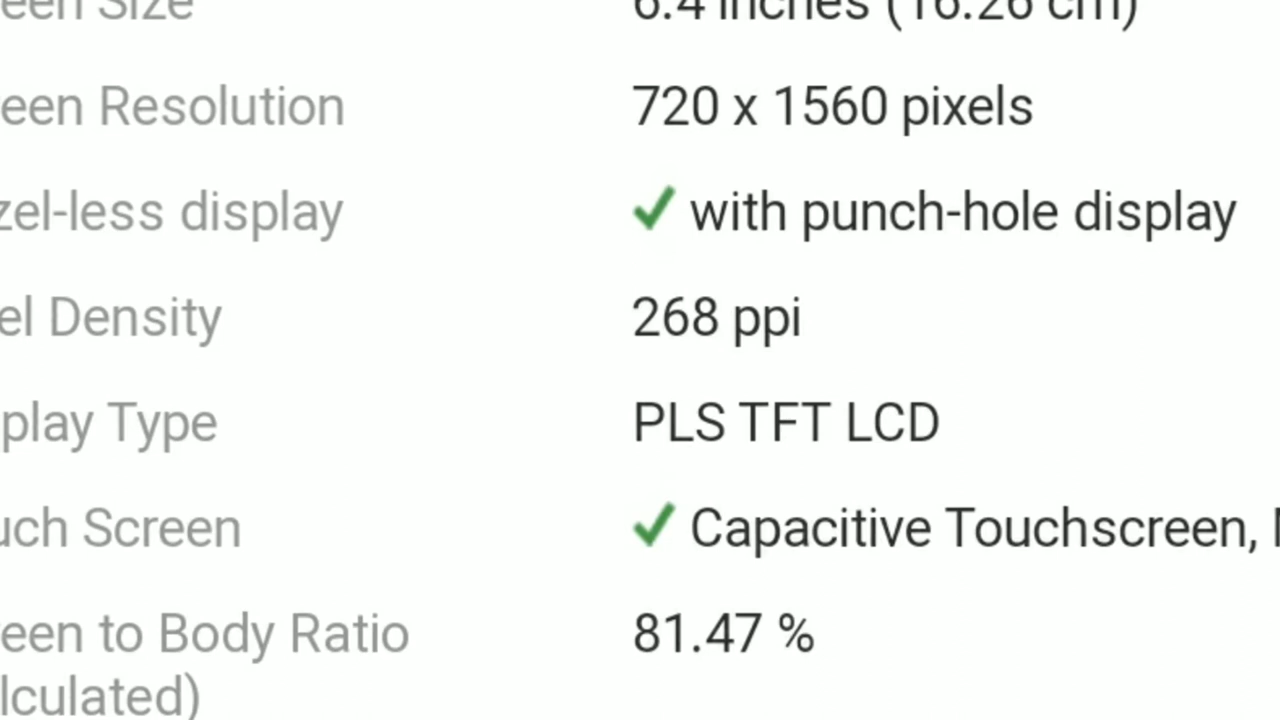 een Size 6.4 inches (16.26 cm)
een Resolution 720 x 1560 pixels
zel-less display ✓ with punch-hole display
el Density 268 ppi
play Type PLS TFT LCD
uch Screen ✓ Capacitive Touchscreen,
een to Body Ratio 81.47 %
lculated)